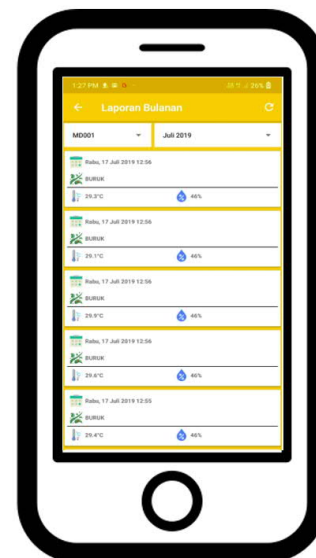 1:27 PM 26%
Laporan Bulanan
MD001 Juli 2019
Rabu, 17 Juli 2019 12:56
BURUK
29.3°C 46%
Rabu, 17 Juli 2019 12:56
BURUK
29.1°C 46%
Rabu, 17 Juli 2019 12:56
BURUK
29.9°C 46%
Rabu, 17 Juli 2019 12:56
BURUK
29.6°C 46%
Rabu, 17 Juli 2019 12:55
BURUK
29.4°C 46%